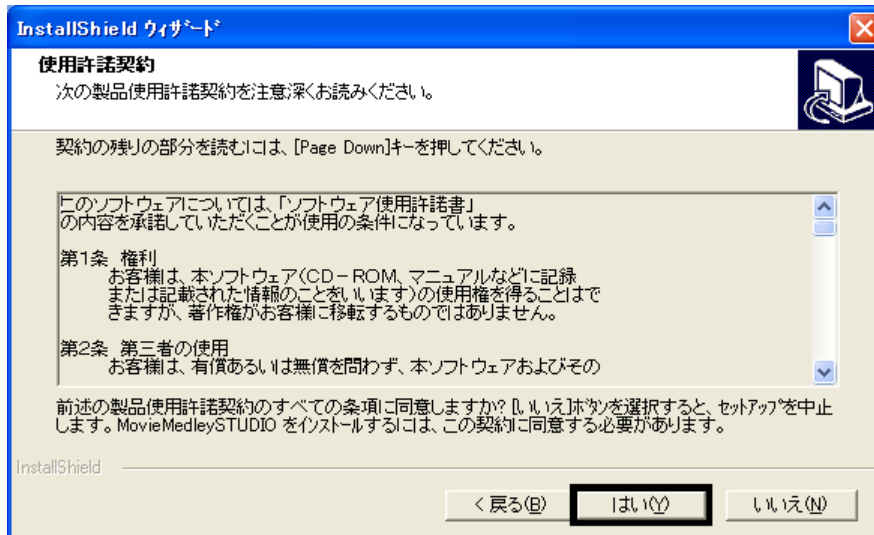 InstallShield ウィザード
使用許諾契約
次の製品使用許諾契約を注意深くお読みください。
契約の残りの部分を読むには、[Page Down]キーを押してください。
このソフトウェアについては、「ソフトウェア使用許諾書」
の内容を承諾していただくことが使用の条件になっています。
第1条 権利
お客様は、本ソフトウェア(CD-ROM、マニュアルなどに記録
または記載された情報のことをいいます)の使用権を得ることはで
きますが、著作権がお客様に移転するものではありません。
第2条 第三者の使用
お客様は、有償あるいは無償を問わず、本ソフトウェアおよびその
前述の製品使用許諾契約のすべての条項に同意しますか? [いいえ]ボタンを選択すると、セットアップを中止
します。MovieMedleySTUDIO をインストールするには、この契約に同意する必要があります。
InstallShield
< 戻る(B) はい(Y) いいえ(N)